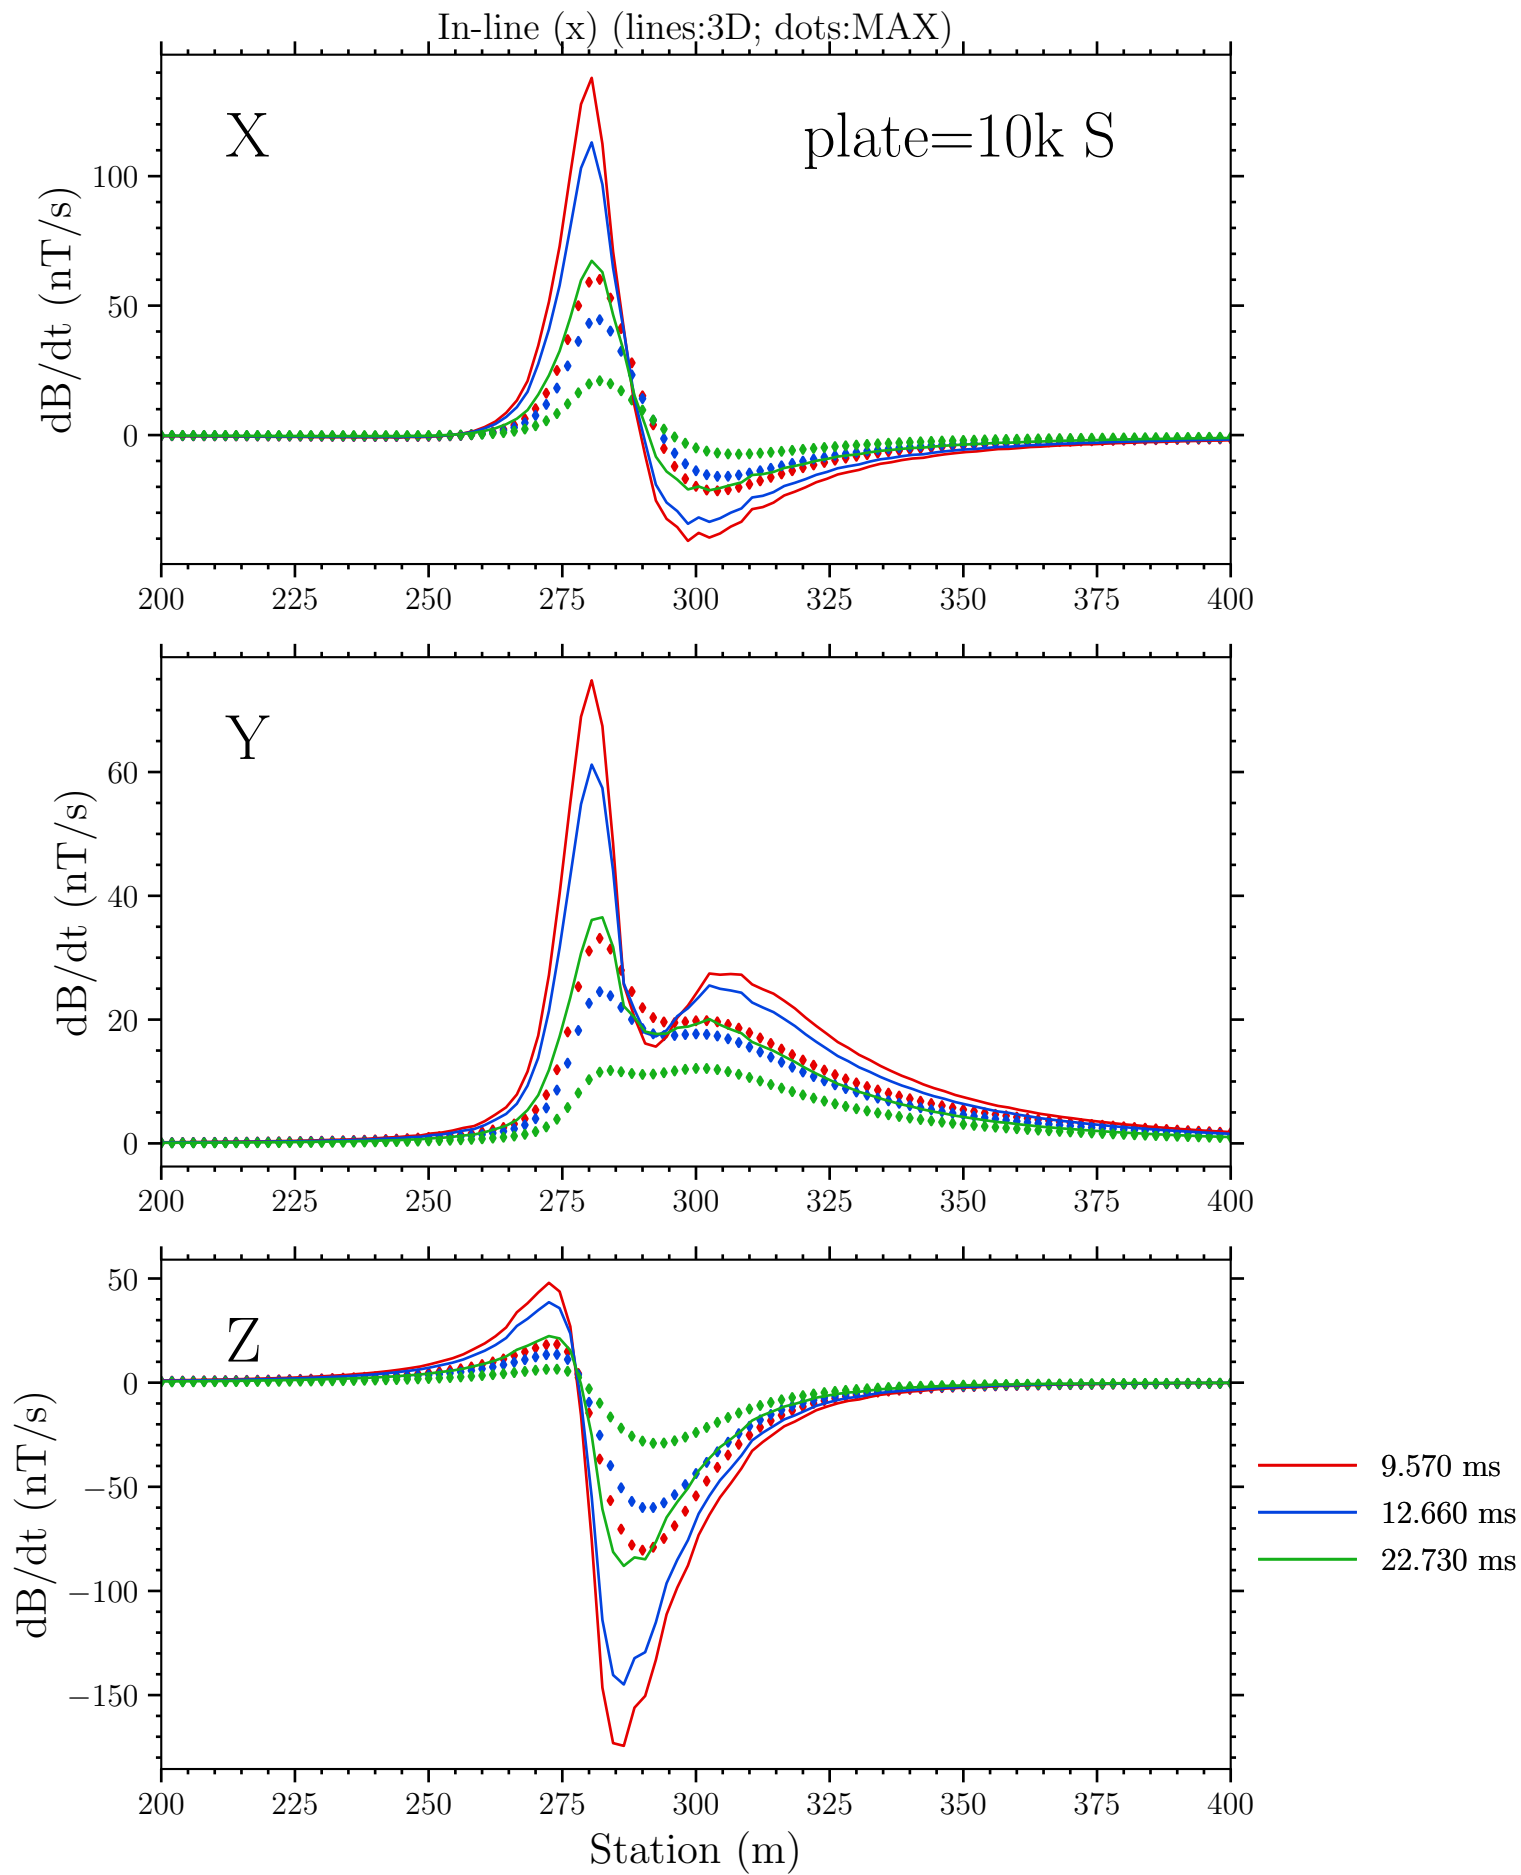 In-line (x) (lines:3D; dots:MAX)
X
plate=10k S
dB/dt (nT/s)
100
50
0
200 225 250 275 300 325 350 375 400
Y
dB/dt (nT/s)
60
40
20
0
200 225 250 275 300 325 350 375 400
Z
dB/dt (nT/s)
50
0
−50
−100
−150
200 225 250 275 300 325 350 375 400
Station (m)
9.570 ms
12.660 ms
22.730 ms